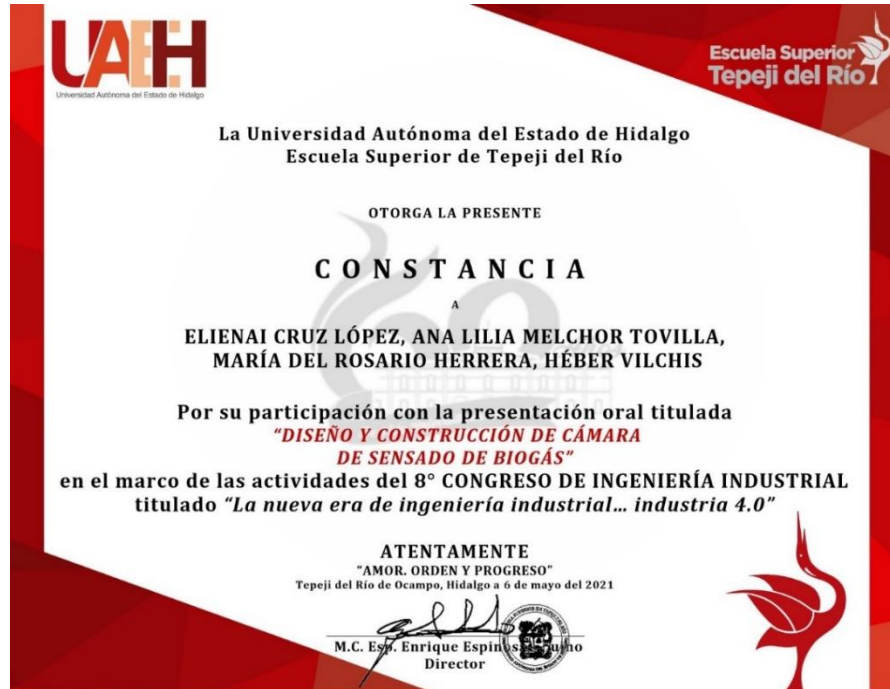 UAEH
Universidad Autónoma del Estado de Hidalgo
Escuela Superior
Tepeji del Río
La Universidad Autónoma del Estado de Hidalgo
Escuela Superior de Tepeji del Río
OTORGA LA PRESENTE
CONSTANCIA
A
ELIENAI CRUZ LÓPEZ, ANA LILIA MELCHOR TOVILLA,
MARÍA DEL ROSARIO HERRERA, HÉBER VILCHIS
Por su participación con la presentación oral titulada
“DISEÑO Y CONSTRUCCIÓN DE CÁMARA
DE SENSADO DE BIOGÁS”
en el marco de las actividades del 8° CONGRESO DE INGENIERÍA INDUSTRIAL
titulado “La nueva era de ingeniería industrial... industria 4.0”
ATENTAMENTE
“AMOR. ORDEN Y PROGRESO”
Tepeji del Río de Ocampo, Hidalgo a 6 de mayo del 2021
M.C. Esp. Enrique
Director